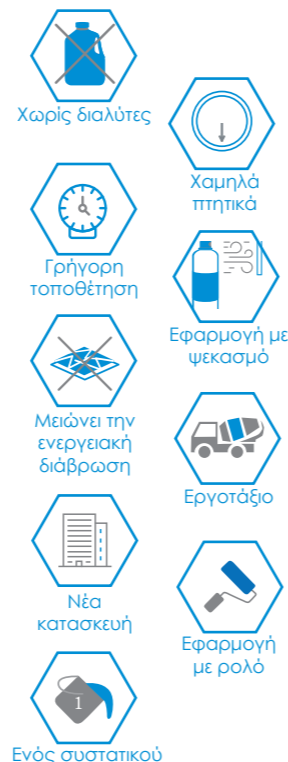 Χωρίς διαλύτες
Χαμηλά
πτητικά
Γρήγορη
τοποθέτηση
Εφαρμογή με
ψεκασμό
Μειώνει την
ενεργειακή
διάβρωση
Εργοτάξιο
Νέα
κατασκευή
Εφαρμογή
με ρολό
1
Ενός συστατικού